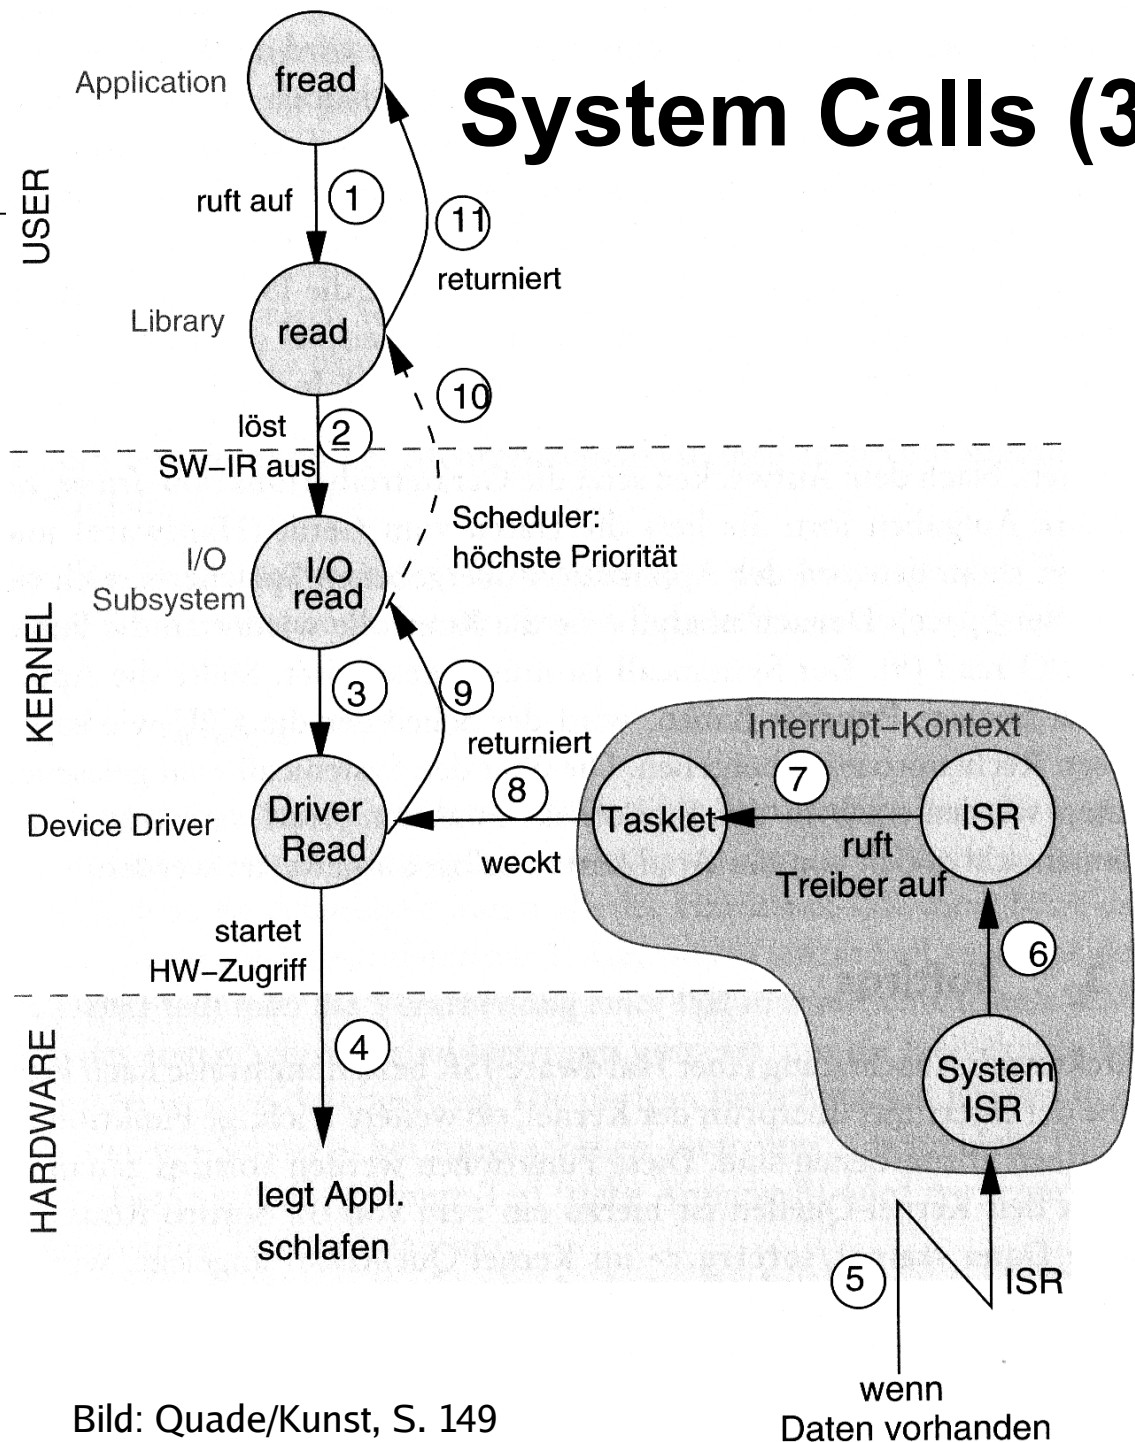 System Calls (3
Application
fread
USER
ruft auf
1
11
returniert
Library
read
10
löst
2
SW–IR aus
Scheduler:
höchste Priorität
I/O
Subsystem
I/O
read
KERNEL
3
9
Interrupt–Kontext
returniert
8
7
Device Driver
Driver
Read
Tasklet
ISR
weckt
ruft
Treiber auf
startet
HW–Zugriff
6
HARDWARE
4
System
ISR
legt Appl.
schlafen
5
ISR
wenn
Daten vorhanden
Bild: Quade/Kunst, S. 149